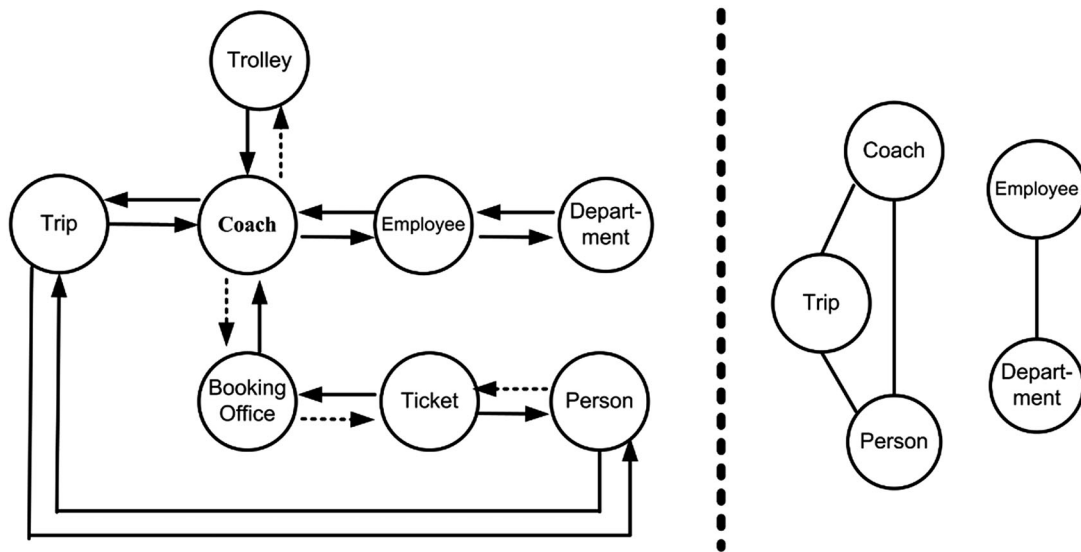 Trolley
Trip
Coach
Employee
Depart-
ment
Booking
Office
Ticket
Person
Coach
Employee
Trip
Depart-
ment
Person